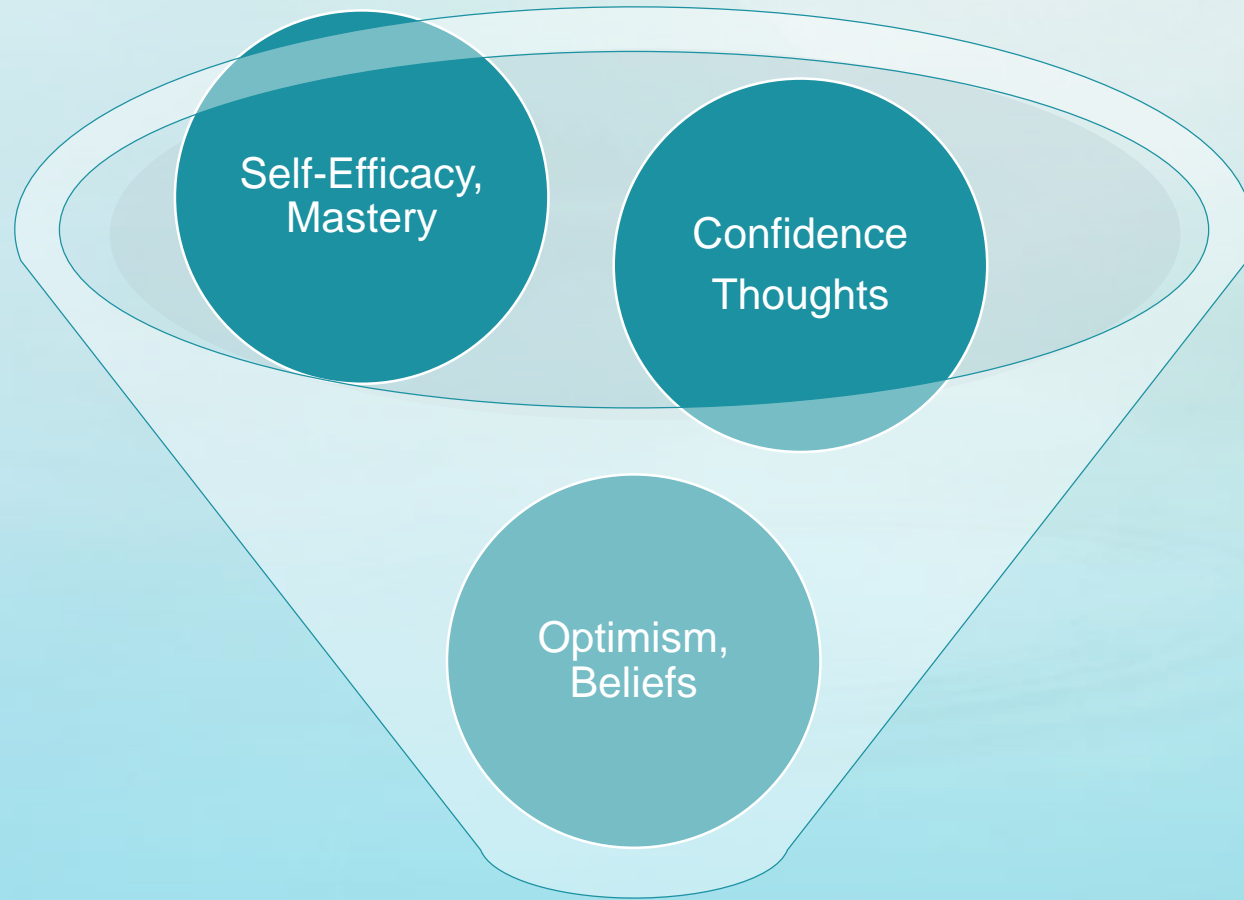 Self-Efficacy,
Mastery
Confidence
Thoughts
Optimism,
Beliefs